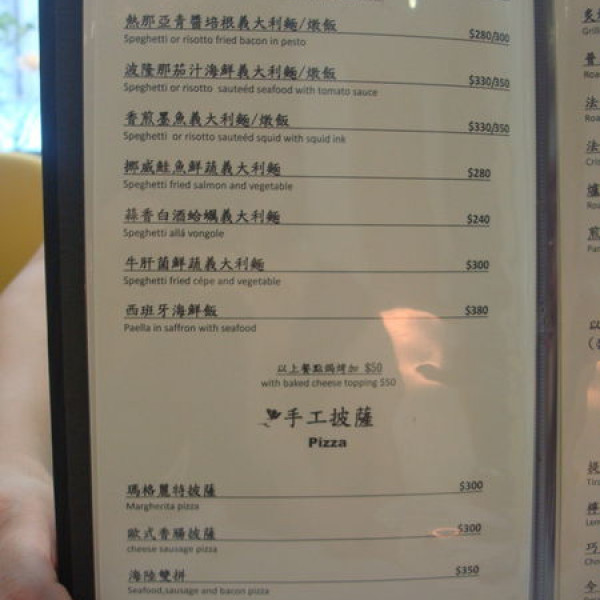 熱那亞青醬培根義大利麵/燉飯 $280/300
Speghetti or risotto fried bacon in pesto
波隆那茄汁海鮮義大利麵/燉飯 $330/350
Speghetti or risotto sauteéd seafood with tomato sauce
香煎墨魚義大利麵/燉飯 $330/350
Speghetti or risotto sauteéd squid with squid ink
挪威鮭魚鮮蔬義大利麵 $280
Speghetti fried salmon and vegetable
蒜香白酒蛤蠣義大利麵 $240
Speghetti allá vongole
牛肝菌鮮蔬義大利麵 $300
Speghetti fried cépe and vegetable
西班牙海鮮飯 $380
Paella in saffron with seafood
以上餐點焗烤加 $50
with baked cheese topping $50
手工披薩
Pizza
瑪格麗特披薩 $300
Margherita pizza
歐式香腸披薩 $300
cheese sausage pizza
海陸雙拼 $350
Seafood,sausage and bacon pizza